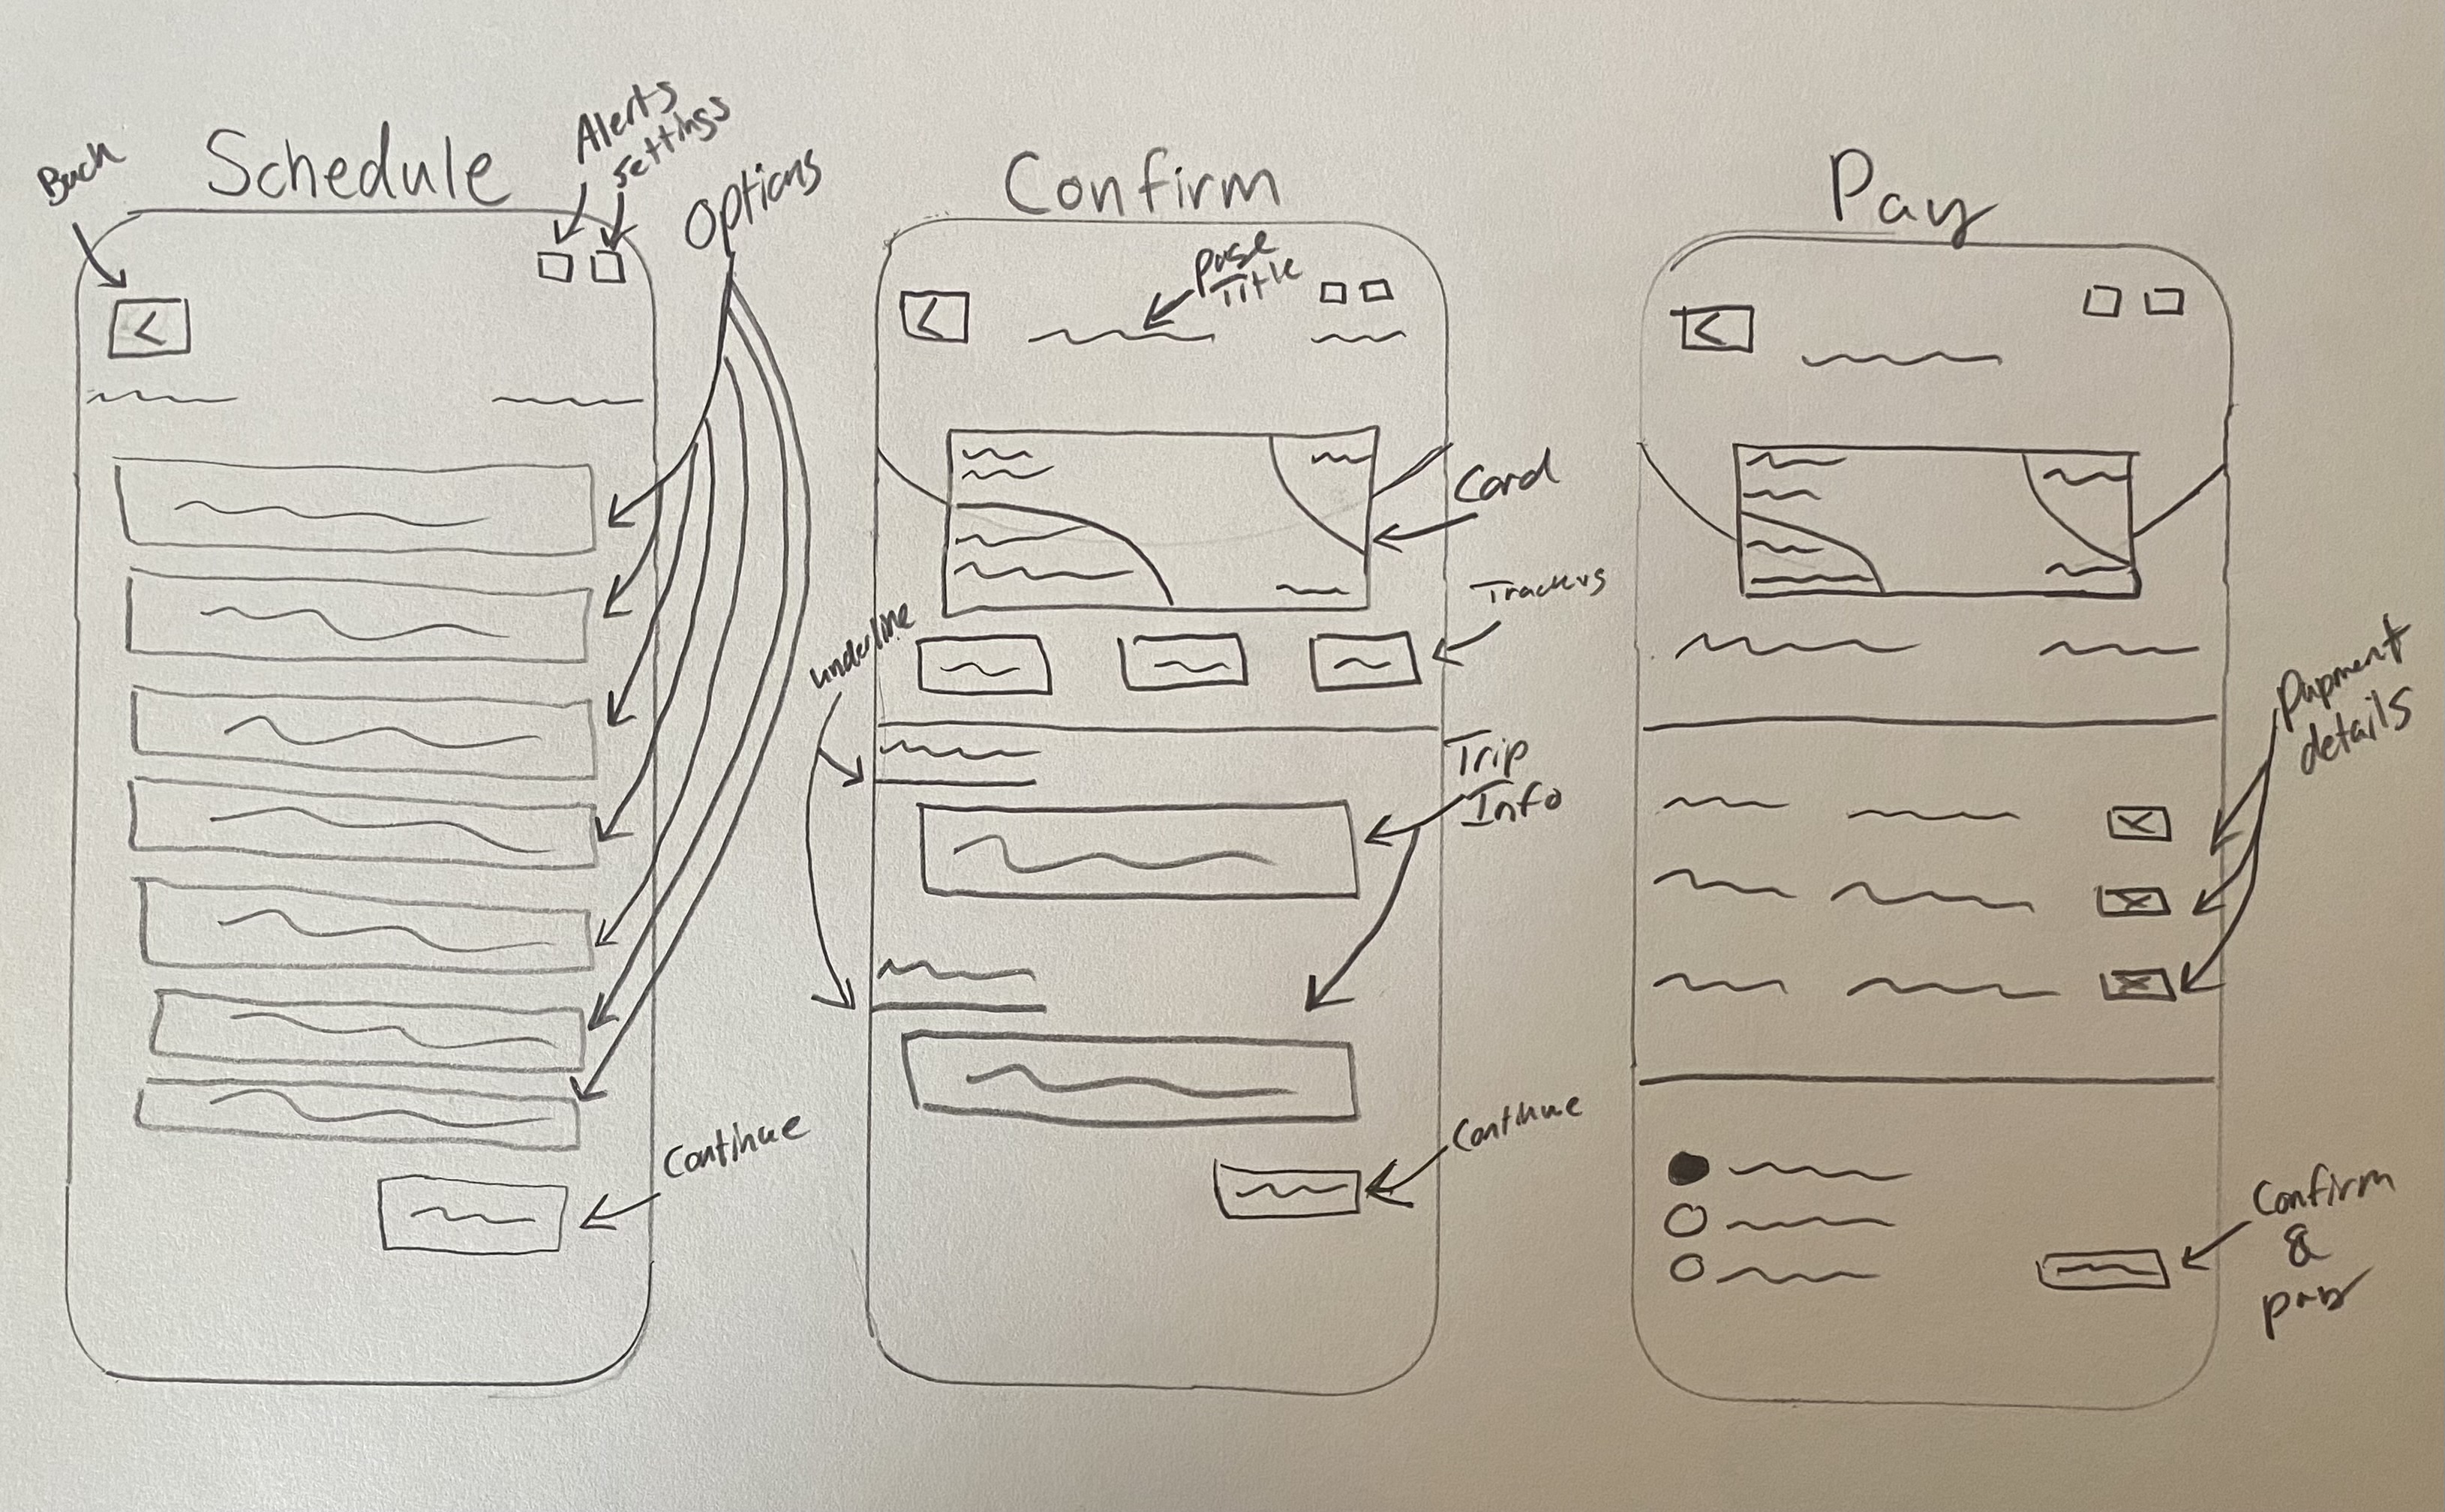 Back
Schedule
Alerts
settings
Options
Continue
Confirm
page
Title
Card
Trackers
underline
Trip
Info
Continue
Pay
Payment
details
Confirm
&
pay